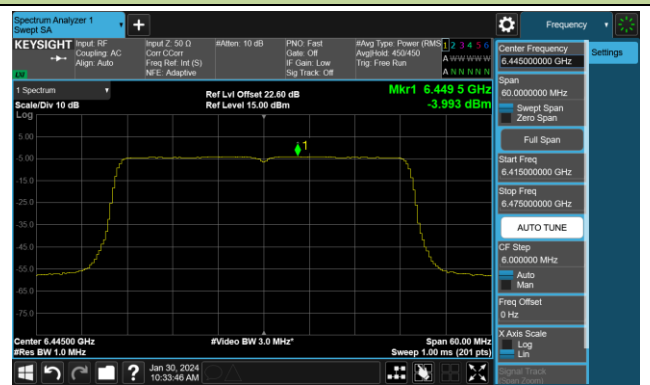 Spectrum Analyzer 1
Swept SA
Frequency
KEYSIGHT
Input: RF
Coupling: AC
Align: Auto
Input Z: 50 Ω
Corr CCorr
Freq Ref: Int (S)
NFE: Adaptive
#Atten: 10 dB
PNO: Fast
Gate: Off
IF Gain: Low
Sig Track: Off
#Avg Type: Power (RMS)
Avg|Hold: 450/450
Trig: Free Run
1 2 3 4 5 6
A W W W W W
A N N N N N
LW
1 Spectrum
Scale/Div 10 dB
Log
Ref Lvl Offset 22.60 dB
Ref Level 15.00 dBm
Mkr1 6.449 5 GHz
-3.993 dBm
5.00
-5.00
-15.0
-25.0
-35.0
-45.0
-55.0
-65.0
-75.0
1
Center 6.44500 GHz
#Res BW 1.0 MHz
#Video BW 3.0 MHz*
Span 60.00 MHz
Sweep 1.00 ms (201 pts)
Center Frequency
6.445000000 GHz
Settings
Span
60.0000000 MHz
Swept Span
Zero Span
Full Span
Start Freq
6.415000000 GHz
Stop Freq
6.475000000 GHz
AUTO TUNE
CF Step
6.000000 MHz
Auto
Man
Freq Offset
0 Hz
X Axis Scale
Log
Lin
Signal Track
(Span Zoom)
?
Jan 30, 2024
10:33:46 AM